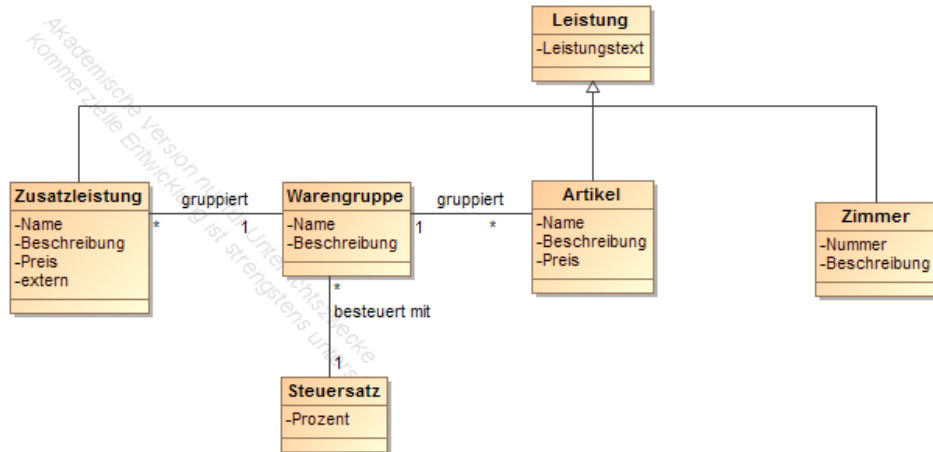 Leistung
-Leistungstext
Akademische Version nur für Unterrichtszwecke
Kommerzielle Entwicklung ist strengstens unters
Zusatzleistung
-Name
-Beschreibung
-Preis
-extern
gruppiert
*
1
Warengruppe
-Name
-Beschreibung
gruppiert
1
*
Artikel
-Name
-Beschreibung
-Preis
Zimmer
-Nummer
-Beschreibung
*
besteuert mit
1
Steuersatz
-Prozent